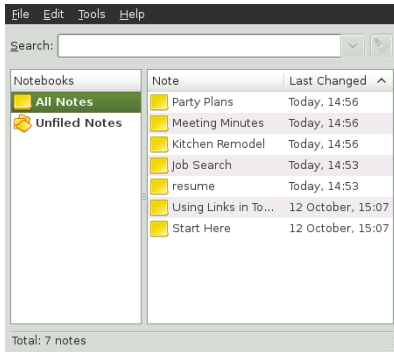 File Edit Tools Help
Search:
Notebooks
All Notes
Unfiled Notes
Note Last Changed
Party Plans Today, 14:56
Meeting Minutes Today, 14:56
Kitchen Remodel Today, 14:56
Job Search Today, 14:53
resume Today, 14:53
Using Links in To... 12 October, 15:07
Start Here 12 October, 15:07
Total: 7 notes